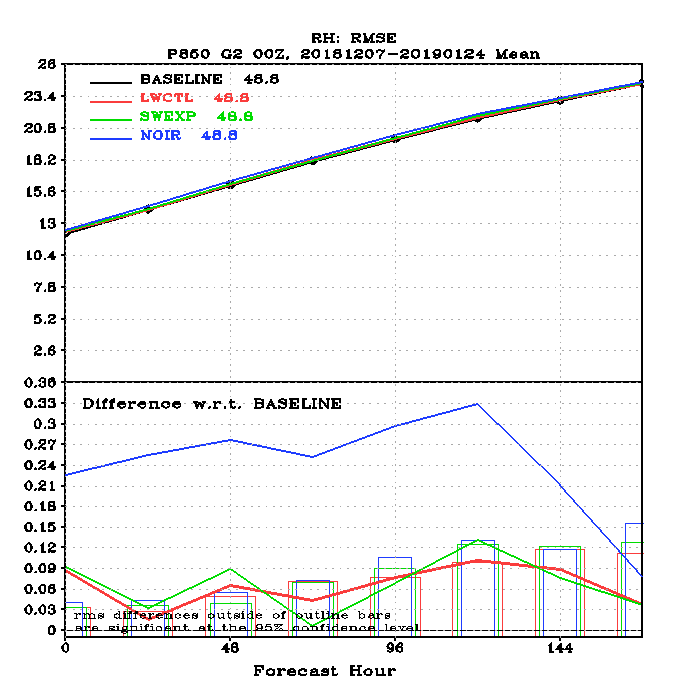 RH: RMSE
P850 G2 00Z, 20181207-20190124 Mean
26
BASELINE 48.8
23.4
LWCTL 48.8
SWEXP 48.8
20.8
NOIR 48.8
18.2
15.6
13
10.4
7.8
5.2
2.6
0.36
0.33
Difference w.r.t. BASELINE
0.3
0.27
0.24
0.21
0.18
0.15
0.12
0.09
0.06
0.03
rms differences outside of outline bars
are significant at the 95% confidence level
0
0 48 96 144
Forecast Hour